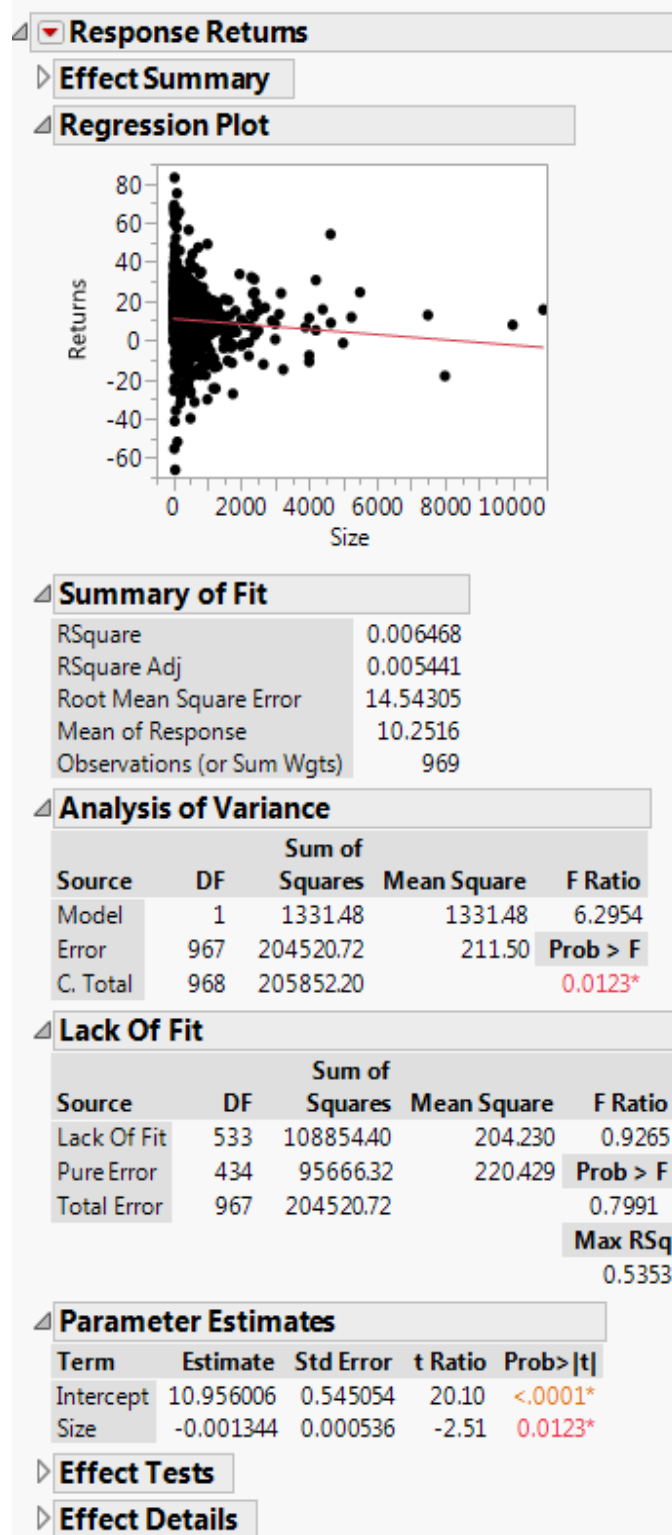 Response Returns
Effect Summary
Regression Plot
80
60
40
20
0
-20
-40
-60
Returns
0 2000 4000 6000 8000 10000
Size
Summary of Fit
RSquare 0.006468
RSquare Adj 0.005441
Root Mean Square Error 14.54305
Mean of Response 10.2516
Observations (or Sum Wgts) 969
Analysis of Variance
Sum of
Source DF Squares Mean Square F Ratio
Model 1 1331.48 1331.48 6.2954
Error 967 204520.72 211.50 Prob > F
C. Total 968 205852.20 0.0123*
Lack Of Fit
Sum of
Source DF Squares Mean Square F Ratio
Lack Of Fit 533 108854.40 204.230 0.9265
Pure Error 434 95666.32 220.429 Prob > F
Total Error 967 204520.72 0.7991
Max RSq
0.5353
Parameter Estimates
Term Estimate Std Error t Ratio Prob>|t|
Intercept 10.956006 0.545054 20.10 <.0001*
Size -0.001344 0.000536 -2.51 0.0123*
Effect Tests
Effect Details